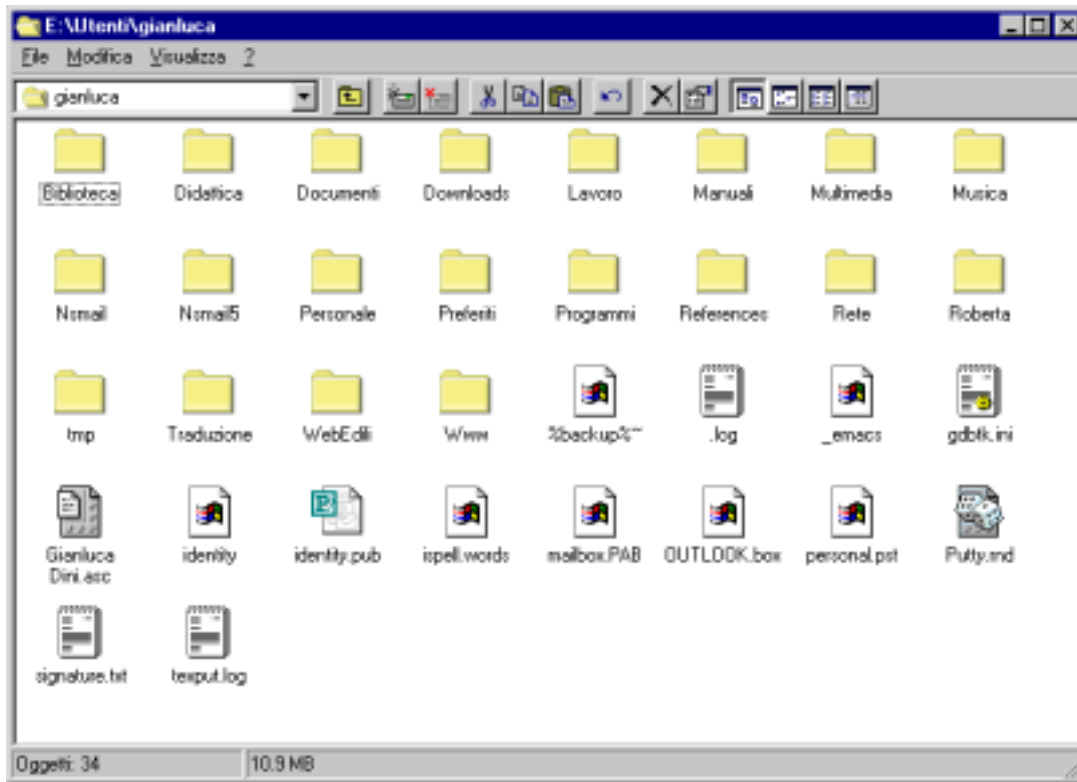 E:\Utenti\gianluca
File Modifica Visualizza ?
gianluca
Biblioteca Didattica Documenti Downloads Lavoro Manuali Multimedia Musica
Nsmail Nsmail5 Personale Preferiti Programmi References Rete Roberta
tmp Traduzione WebEdili Www %backup%~ .log _emacs gdbtk.ini
Gianluca Dini.asc identity identity.pub ispell.words mailbox.PAB OUTLOOK.box personal.pst Putty.rnd
signature.txt texput.log
Oggetti: 34 10.9 MB